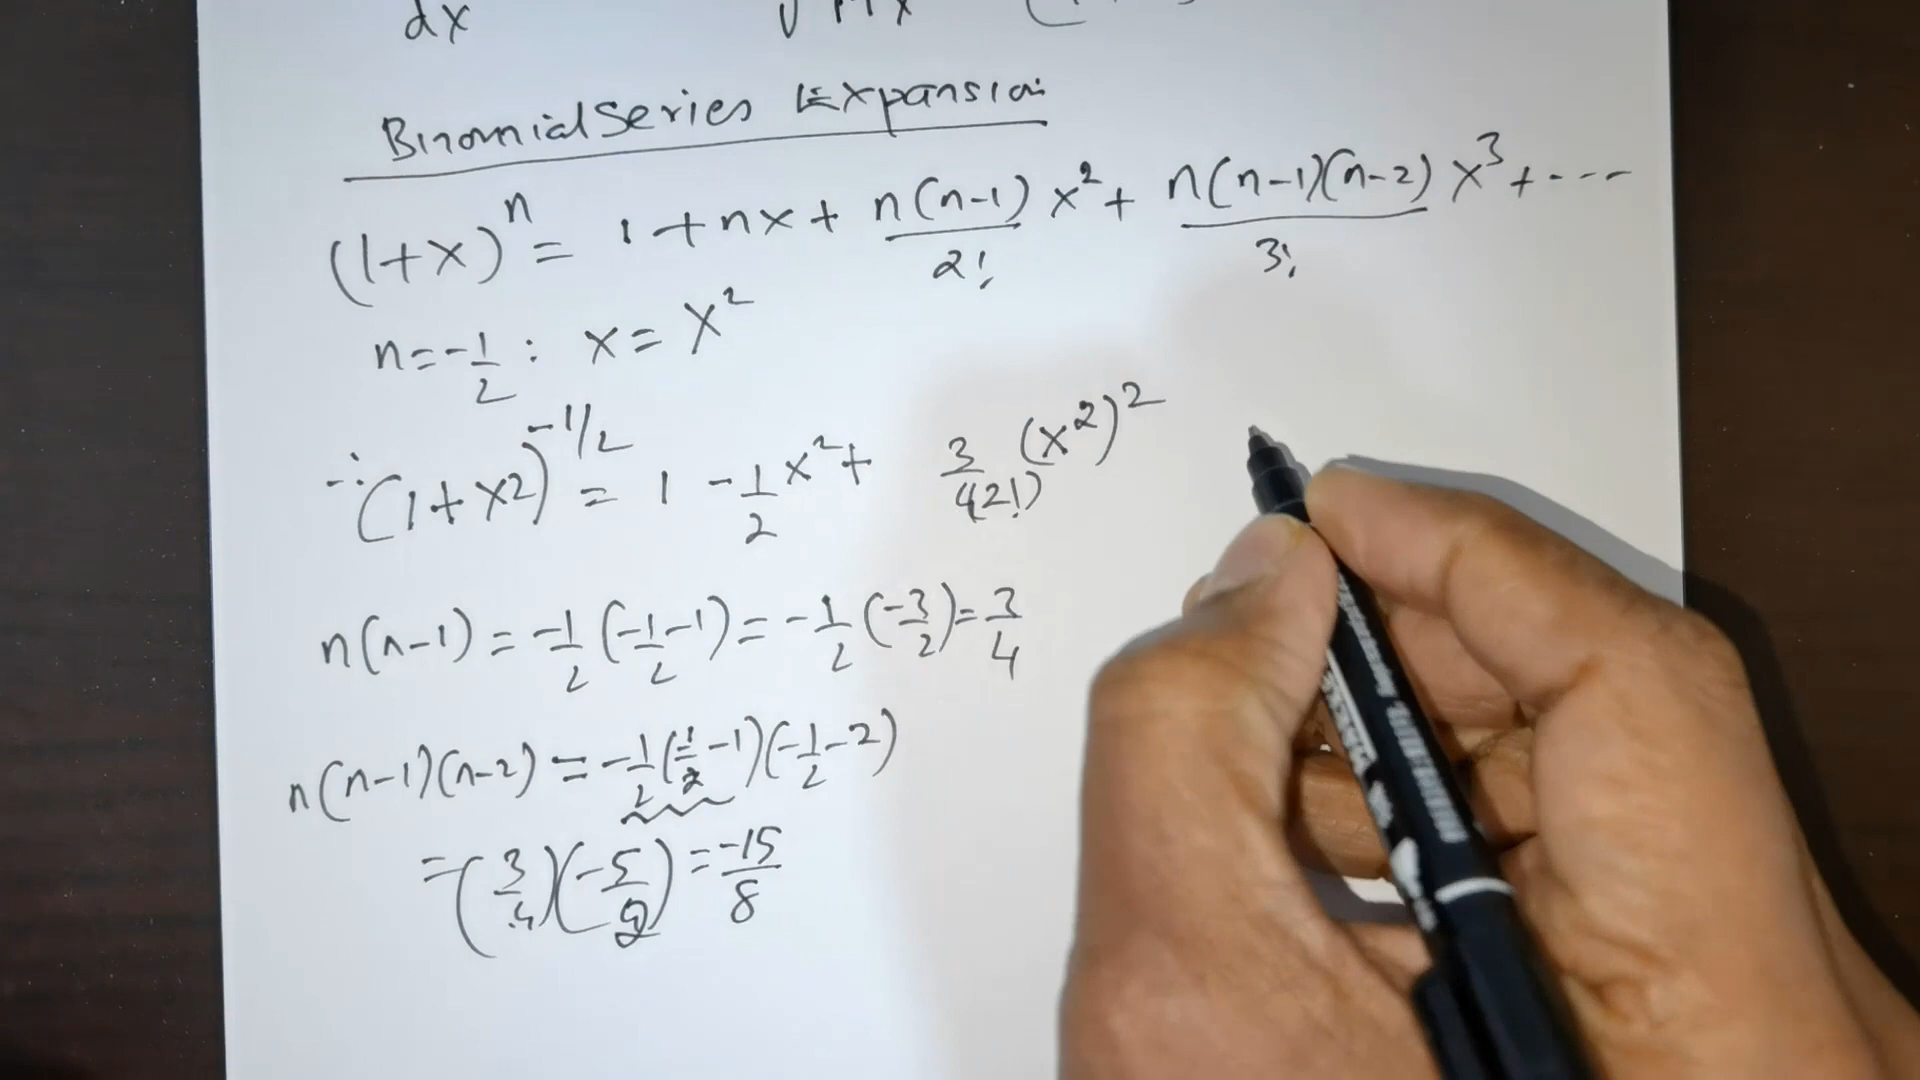 dx
Binomial Series Expansion
(1+x)^n = 1 + nx + n(n-1)/2! x^2 + n(n-1)(n-2)/3! x^3 + ---
n = -1/2 : x = x^2
∴ (1+x^2)^-1/2 = 1 - 1/2 x^2 + 3/4(2!) (x^2)^2
n(n-1) = -1/2 (-1/2 - 1) = -1/2 (-3/2) = 3/4
n(n-1)(n-2) = -1/2 (-1/2 - 1)(-1/2 - 2)
= (3/4)(-5/2) = -15/8